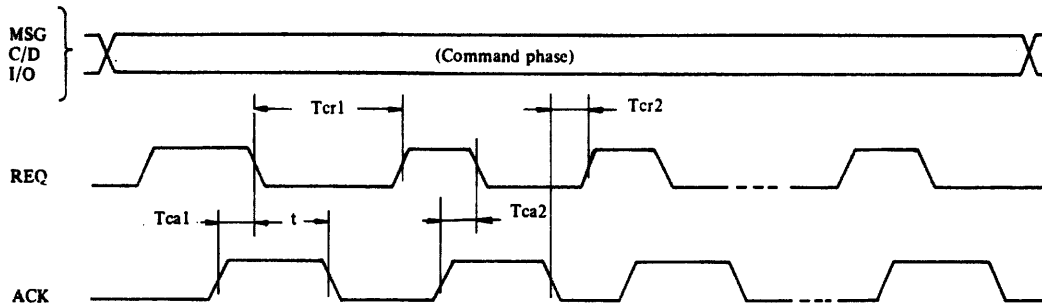 MSG
C/D
I/O
(Command phase)
Tcr1
Tcr2
REQ
Tca1
t
Tca2
ACK